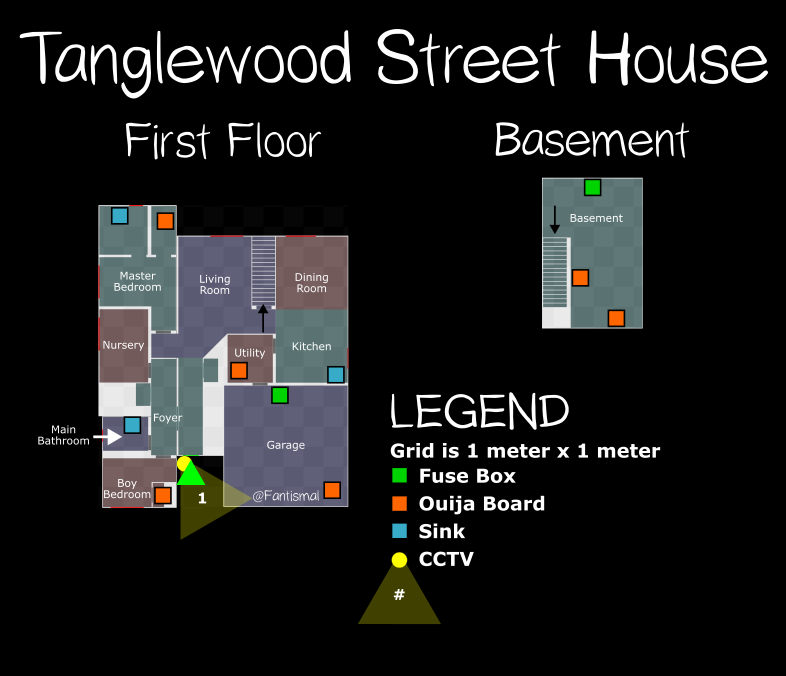 Tanglewood Street House
First Floor
Basement
Basement
Master
Bedroom
Living
Room
Dining
Room
Nursery
Utility
Kitchen
Foyer
Main
Bathroom
Garage
Boy
Bedroom
1
@Fantismal
LEGEND
Grid is 1 meter x 1 meter
Fuse Box
Ouija Board
Sink
CCTV
#